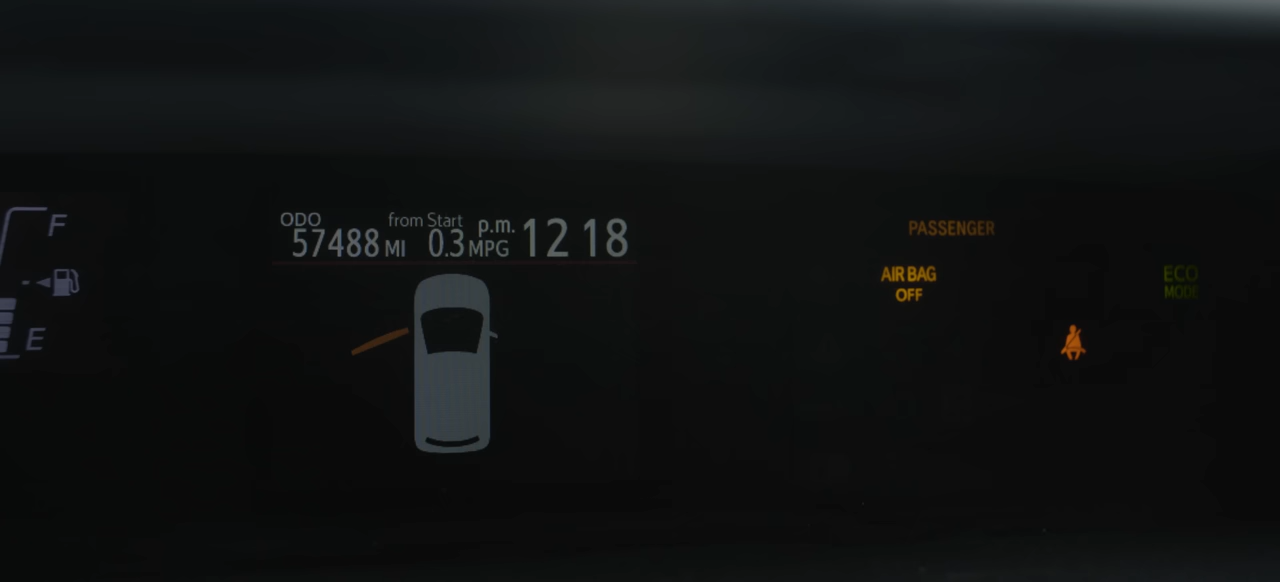 F
E
ODO from Start p.m. 12 18
57488 MI 0.3 MPG
PASSENGER
AIR BAG
OFF
ECO
MODE